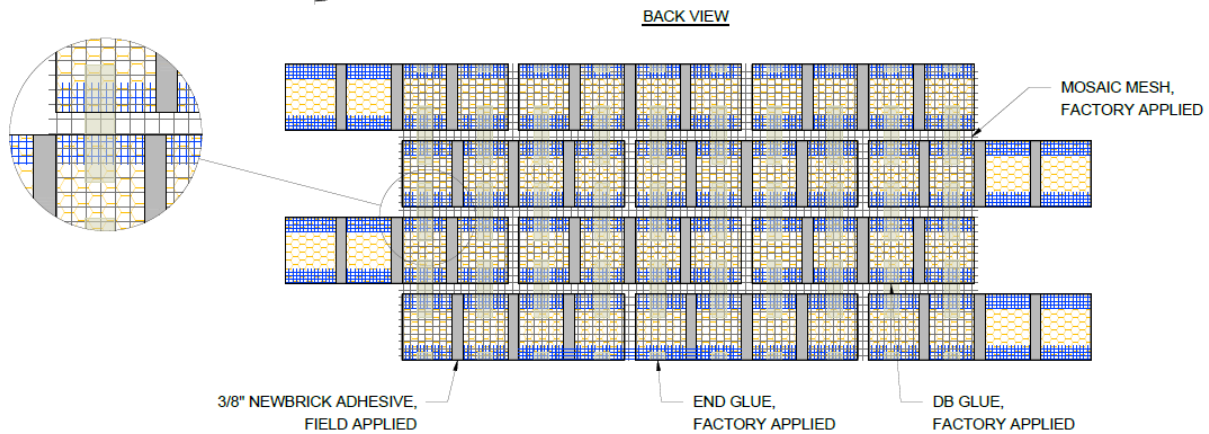 BACK VIEW
MOSAIC MESH,
FACTORY APPLIED
3/8" NEWBRICK ADHESIVE,
FIELD APPLIED
END GLUE,
FACTORY APPLIED
DB GLUE,
FACTORY APPLIED